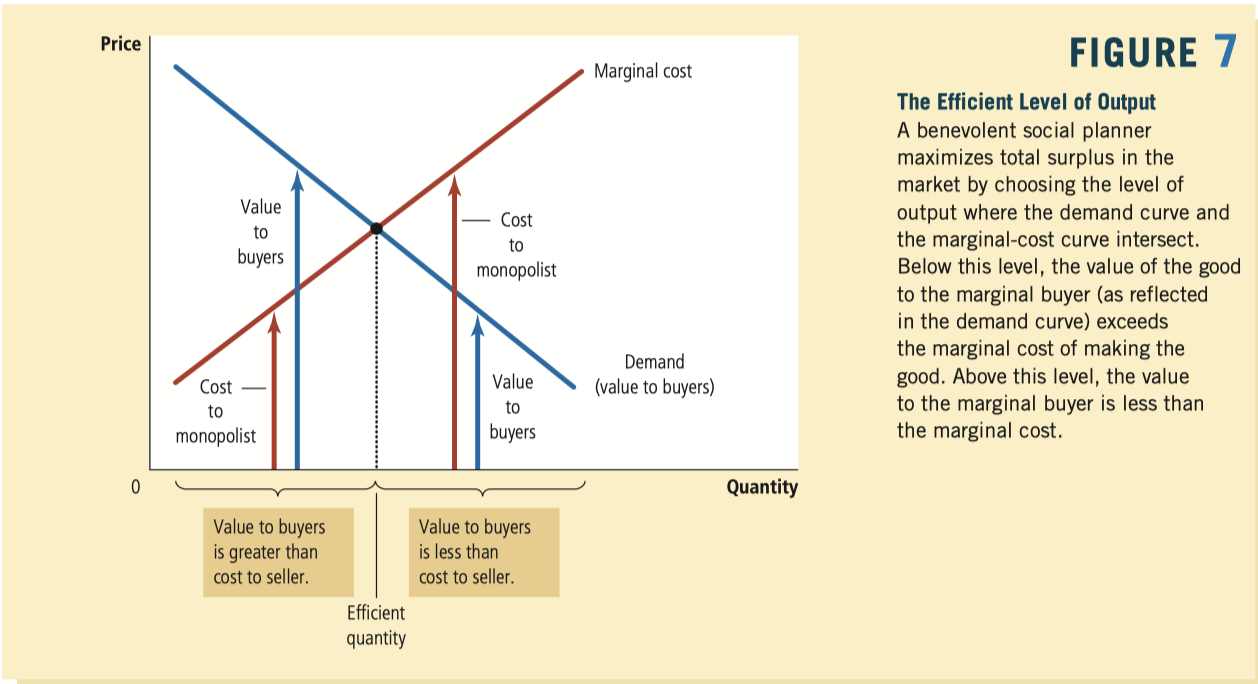 Price
Marginal cost
Value
to
buyers
Cost
to
monopolist
Cost
to
monopolist
Value
to
buyers
Demand
(value to buyers)
0
Quantity
Value to buyers
is greater than
cost to seller.
Value to buyers
is less than
cost to seller.
Efficient
quantity
FIGURE 7
The Efficient Level of Output
A benevolent social planner
maximizes total surplus in the
market by choosing the level of
output where the demand curve and
the marginal-cost curve intersect.
Below this level, the value of the good
to the marginal buyer (as reflected
in the demand curve) exceeds
the marginal cost of making the
good. Above this level, the value
to the marginal buyer is less than
the marginal cost.